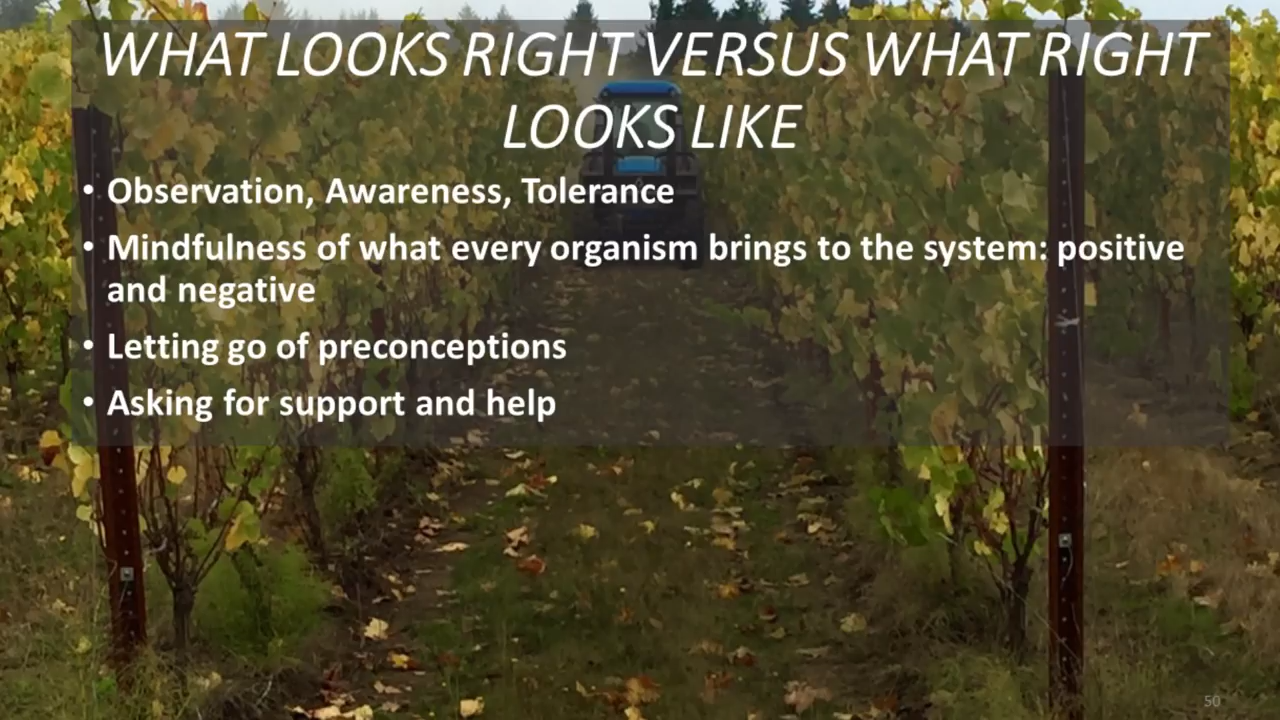 WHAT LOOKS RIGHT VERSUS WHAT RIGHT
LOOKS LIKE
• Observation, Awareness, Tolerance
• Mindfulness of what every organism brings to the system: positive
and negative
• Letting go of preconceptions
• Asking for support and help
50